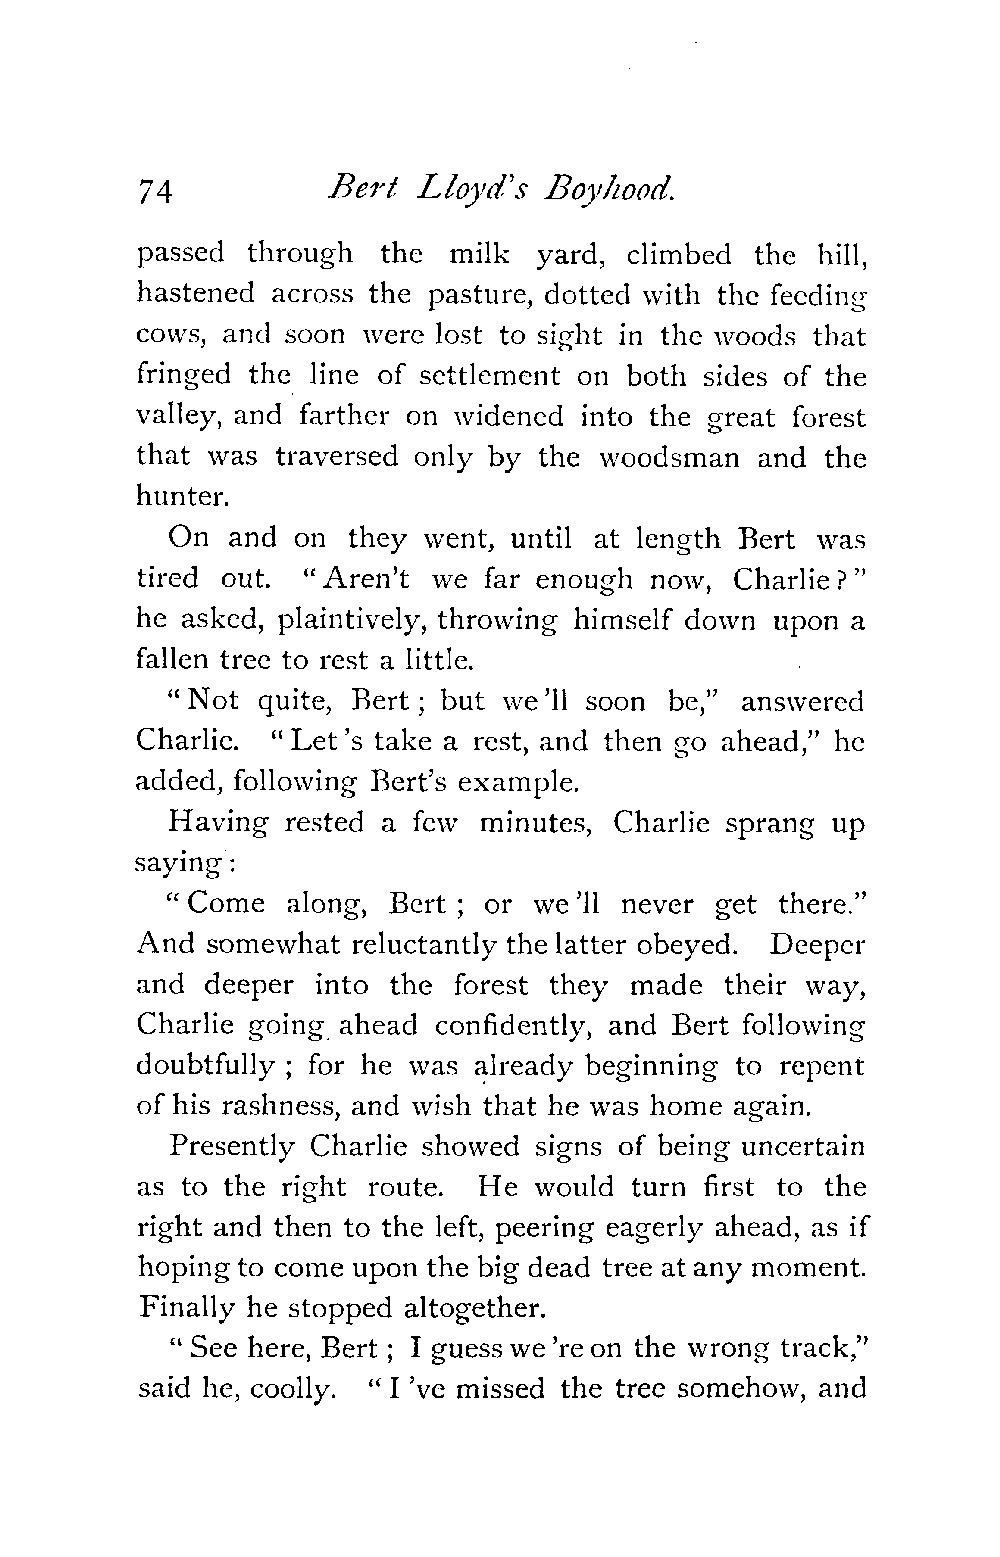 74 Bert Lloyd's Boyhood.
passed through the milk yard, climbed the hill,
hastened across the pasture, dotted with the feeding
cows, and soon were lost to sight in the woods that
fringed the line of settlement on both sides of the
valley, and farther on widened into the great forest
that was traversed only by the woodsman and the
hunter.
On and on they went, until at length Bert was
tired out. "Aren't we far enough now, Charlie?"
he asked, plaintively, throwing himself down upon a
fallen tree to rest a little.
"Not quite, Bert; but we'll soon be," answered
Charlie. "Let's take a rest, and then go ahead," he
added, following Bert's example.
Having rested a few minutes, Charlie sprang up
saying:
"Come along, Bert; or we'll never get there."
And somewhat reluctantly the latter obeyed. Deeper
and deeper into the forest they made their way,
Charlie going ahead confidently, and Bert following
doubtfully; for he was already beginning to repent
of his rashness, and wish that he was home again.
Presently Charlie showed signs of being uncertain
as to the right route. He would turn first to the
right and then to the left, peering eagerly ahead, as if
hoping to come upon the big dead tree at any moment.
Finally he stopped altogether.
"See here, Bert; I guess we're on the wrong track,"
said he, coolly. "I've missed the tree somehow, and